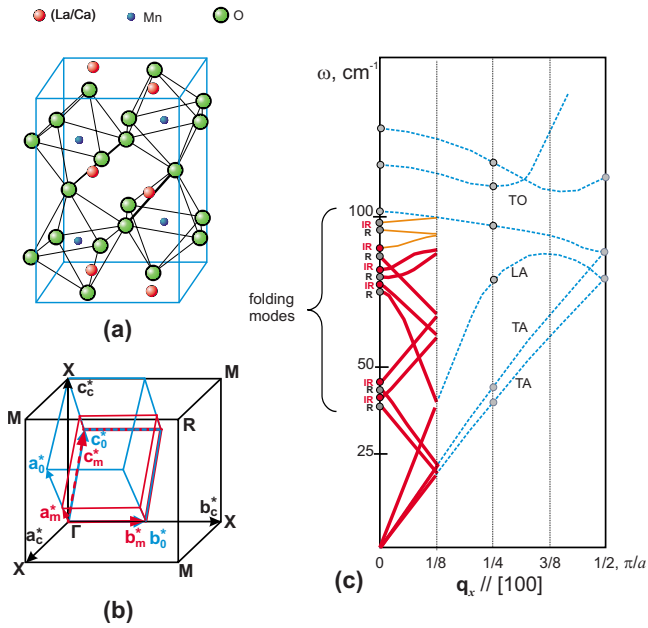 (La/Ca) Mn O
(a)
X
M
c*c
M
R
c*0
a*0
c*m
a*m
Γ
b*c
a*c
b*m b*0
X
X
M
(b)
ω, cm⁻¹
TO
100
IR
R
IR
R
IR
R
LA
folding
modes
TA
50
IR
R
IR
R
TA
25
0 1/8 1/4 3/8 1/2, π/a
(c) qx // [100]